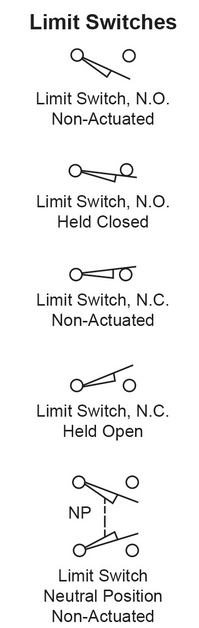 Limit Switches
Limit Switch, N.O.
Non-Actuated
Limit Switch, N.O.
Held Closed
Limit Switch, N.C.
Non-Actuated
Limit Switch, N.C.
Held Open
NP
Limit Switch
Neutral Position
Non-Actuated